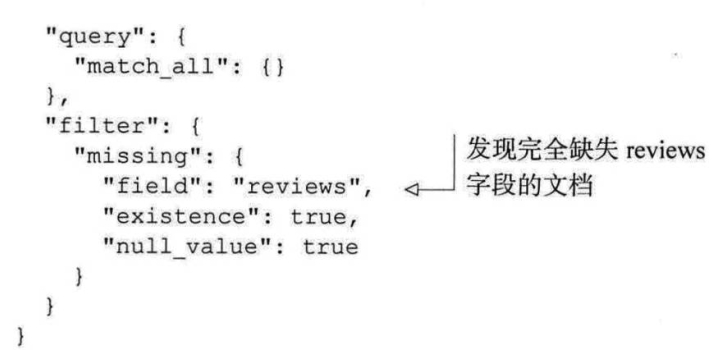 "query": {
"match_all": {}
},
"filter": {
"missing": {
"field": "reviews",
"existence": true,
"null_value": true
}
}
}
发现完全缺失 reviews
字段的文档